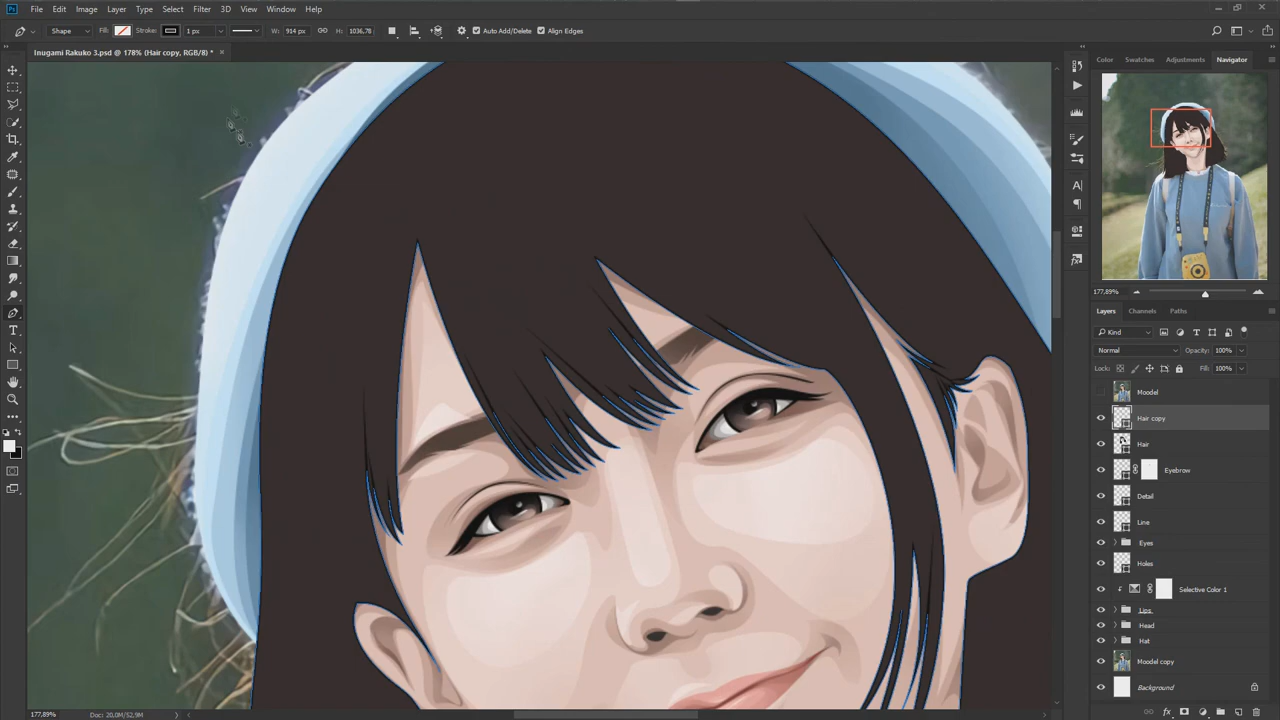 Ps File Edit Image Layer Type Select Filter 3D View Window Help
Shape Fill: Stroke: 1 px W: 914 px H: 1036,78 Auto Add/Delete Align Edges
Inugami Rakuko 3.psd @ 178% (Hair copy, RGB/8) *
Color Swatches Adjustments Navigator
177.89%
Layers Channels Paths
Kind
Normal Opacity: 100%
Lock: Fill: 100%
Moodel
Hair copy
Hair
Eyebrow
Detail
Line
Eyes
Holes
Selective Color 1
Lips
Head
Hat
Moodel copy
Background
177.89% Doc: 20,0M/52,9M